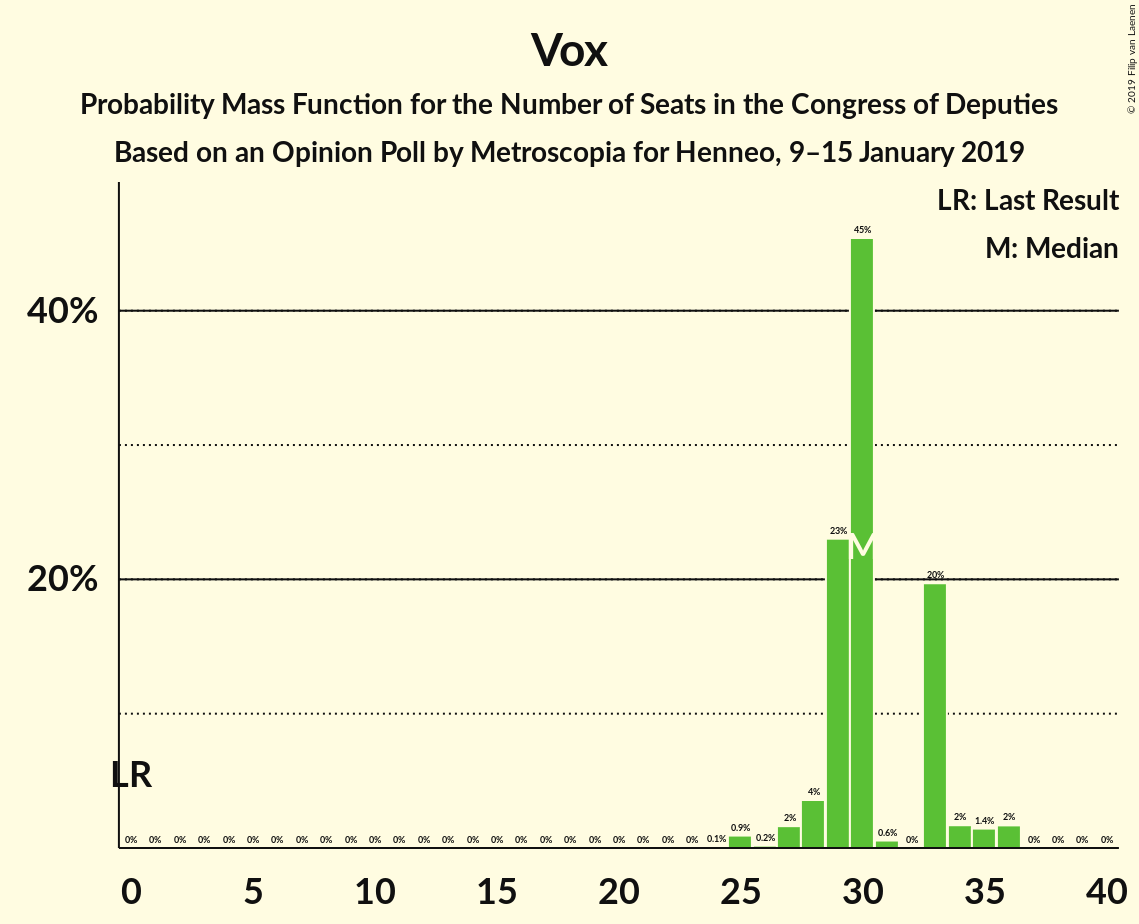 Vox
Probability Mass Function for the Number of Seats in the Congress of Deputies
Based on an Opinion Poll by Metroscopia for Henneo, 9–15 January 2019
© 2019 Filip van Laenen
LR: Last Result
M: Median
40%
20%
LR
M
0% 0% 0% 0% 0% 0% 0% 0% 0% 0% 0% 0% 0% 0% 0% 0% 0% 0% 0% 0% 0% 0% 0% 0% 0.1% 0.9% 0.2% 2% 4% 23% 45% 0.6% 0% 20% 2% 1.4% 2% 0% 0% 0% 0%
0 5 10 15 20 25 30 35 40